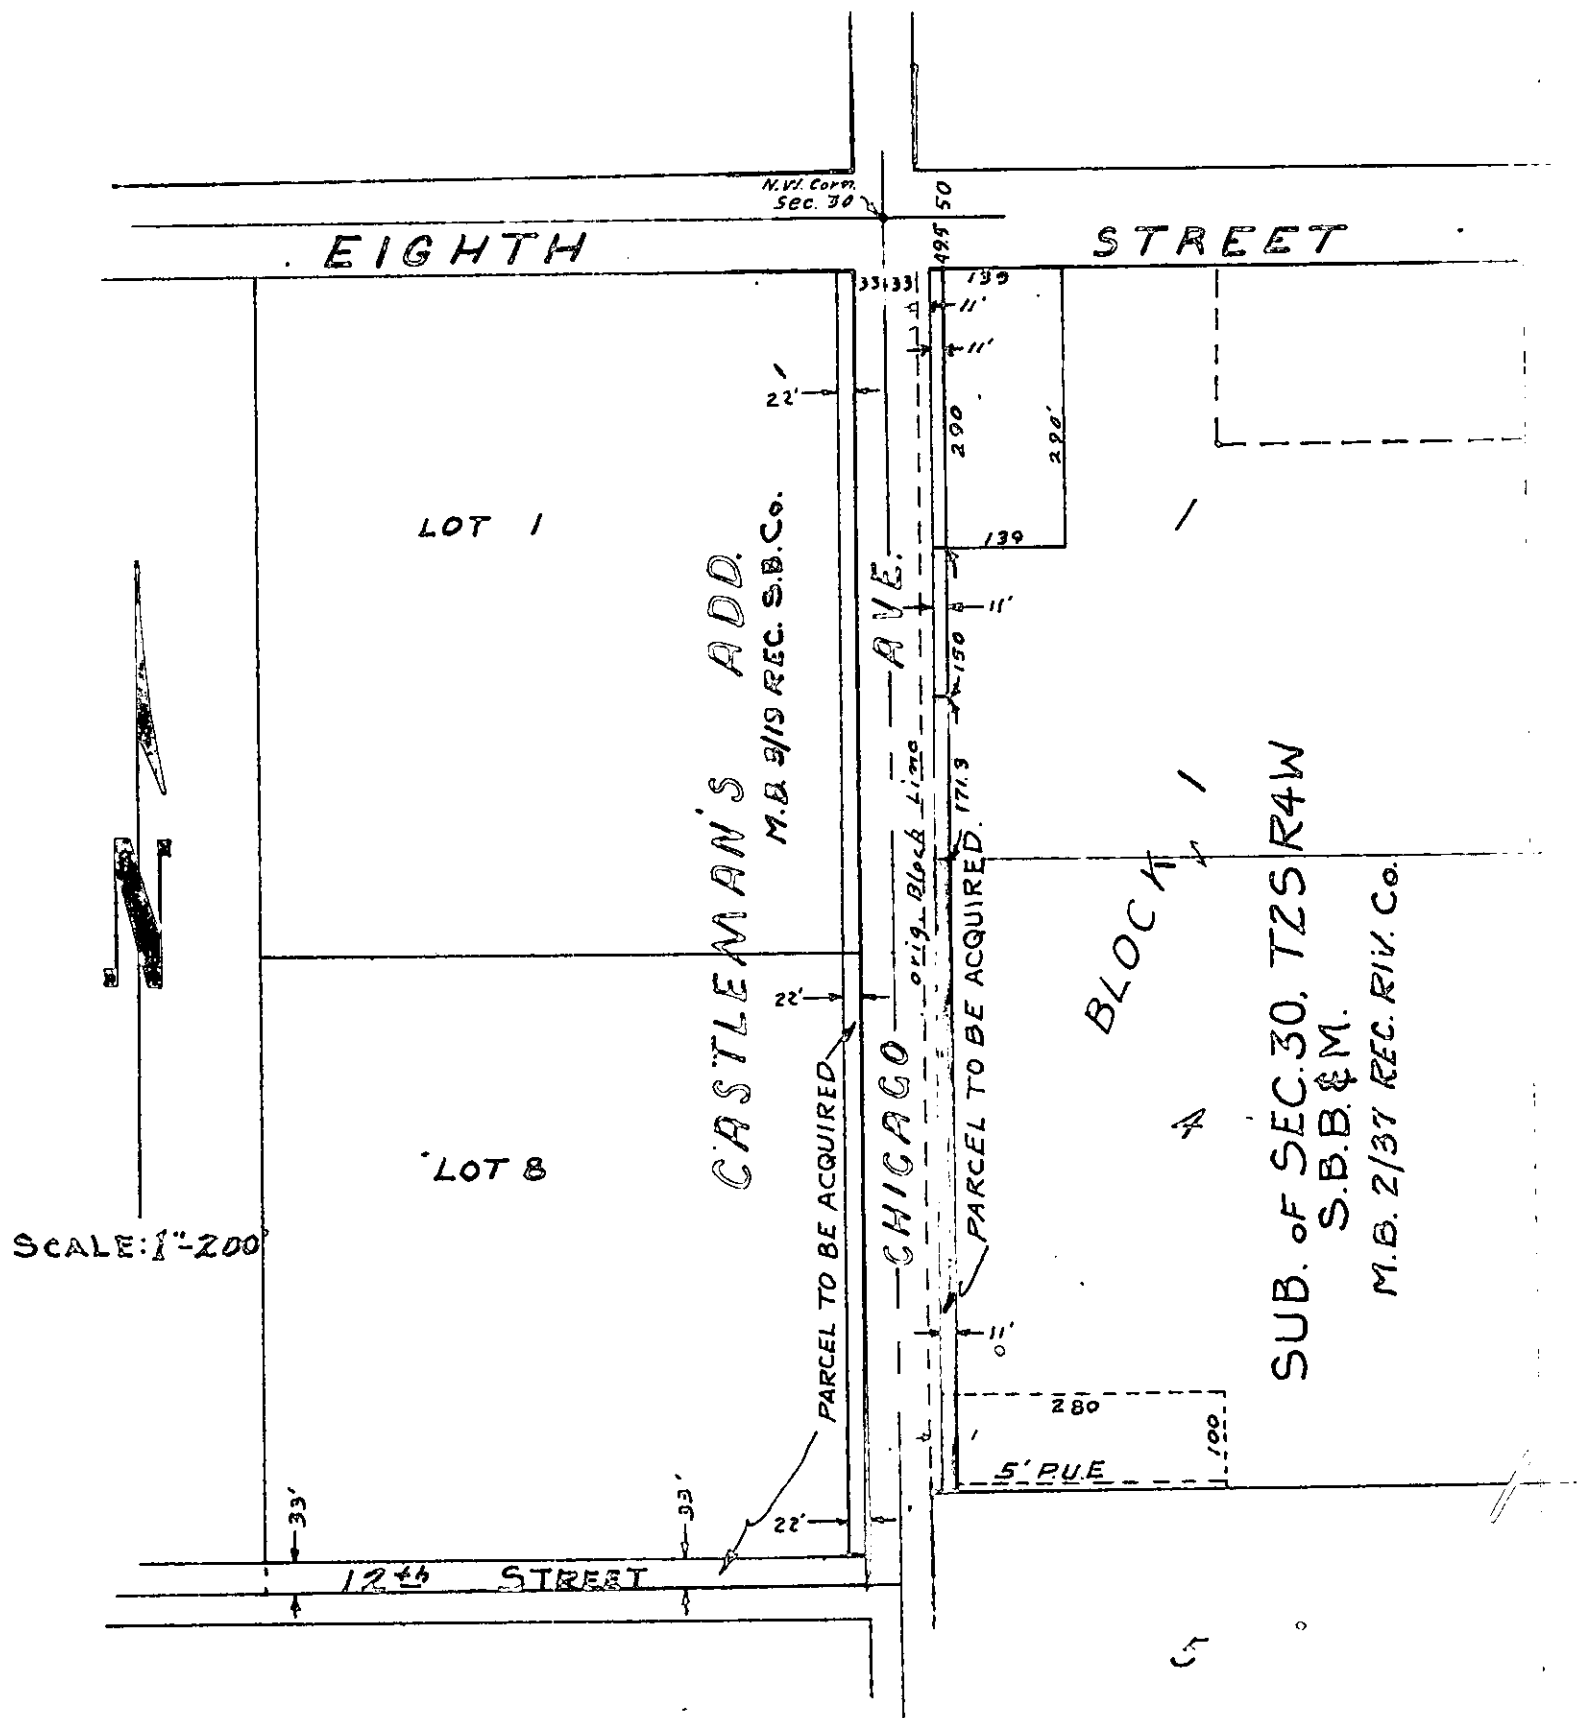 N.W. Corn.
Sec. 30
50
EIGHTH
49.5
STREET
33
33
139
11'
11'
22'
290
290'
1
LOT 1
139
CASTLEMAN'S ADD.
M.B. 3/19 REC. S.B. Co.
CHICAGO AVE.
11'
150
171.3
Orig. Block Line
PARCEL TO BE ACQUIRED.
BLOCK 1
SUB. OF SEC. 30. T2S R4W
S.B.B. & M.
M.B. 2/37 REC. RIV. Co.
N
22'
PARCEL TO BE ACQUIRED
4
LOT 8
SCALE: 1"-200'
11'
280
100
5' P.U.E
33'
33'
22'
12th STREET
5